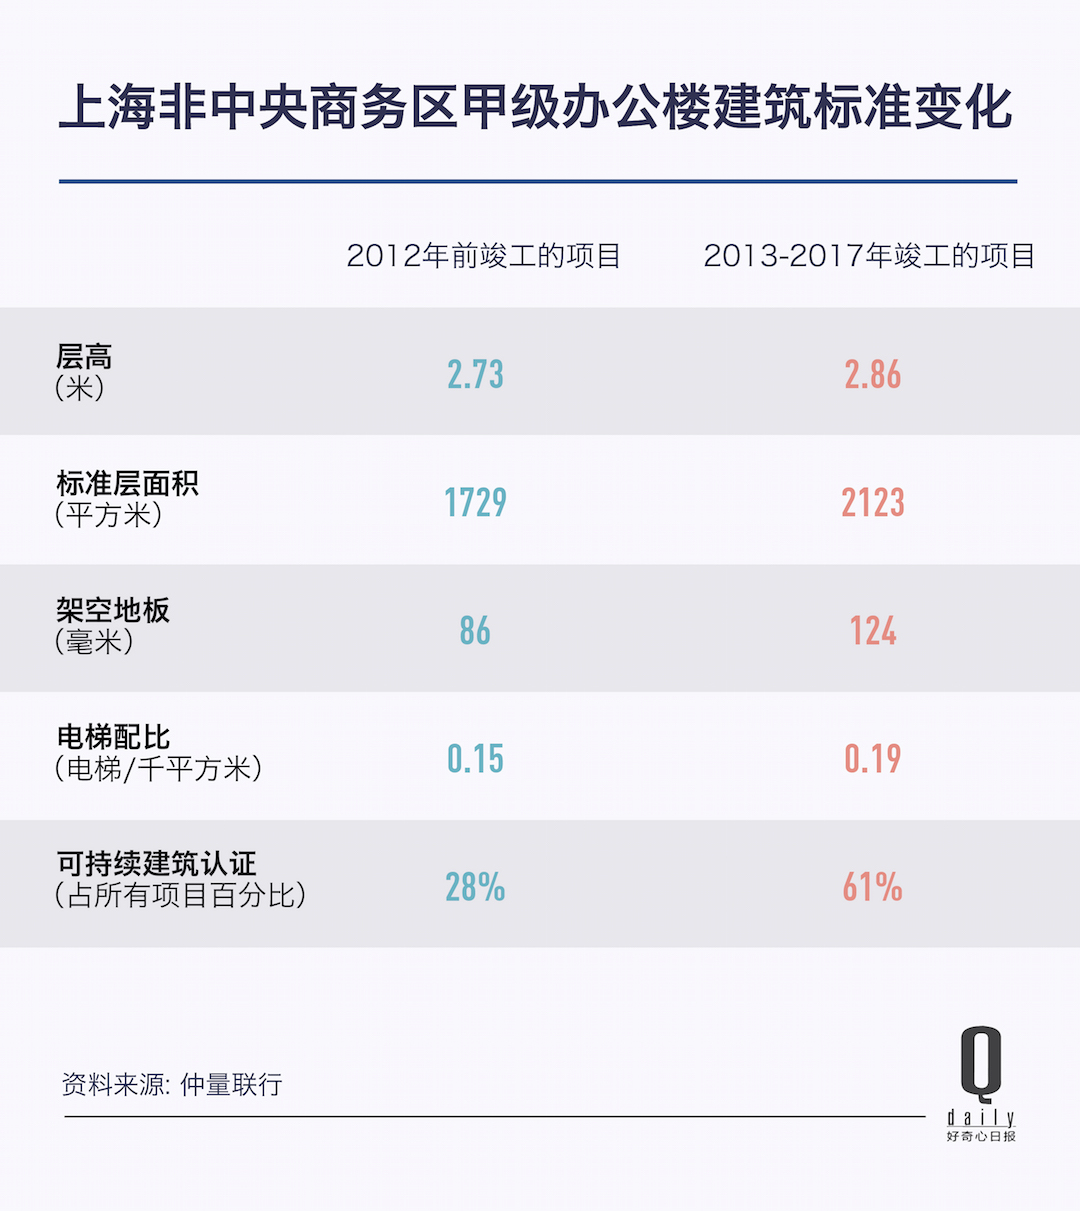 上海非中央商务区甲级办公楼建筑标准变化
2012年前竣工的项目 2013-2017年竣工的项目
层高
(米)
2.73 2.86
标准层面积
(平方米)
1729 2123
架空地板
(毫米)
86 124
电梯配比
(电梯/千平方米)
0.15 0.19
可持续建筑认证
(占所有项目百分比)
28% 61%
资料来源: 仲量联行
Q
daily
好奇心日报